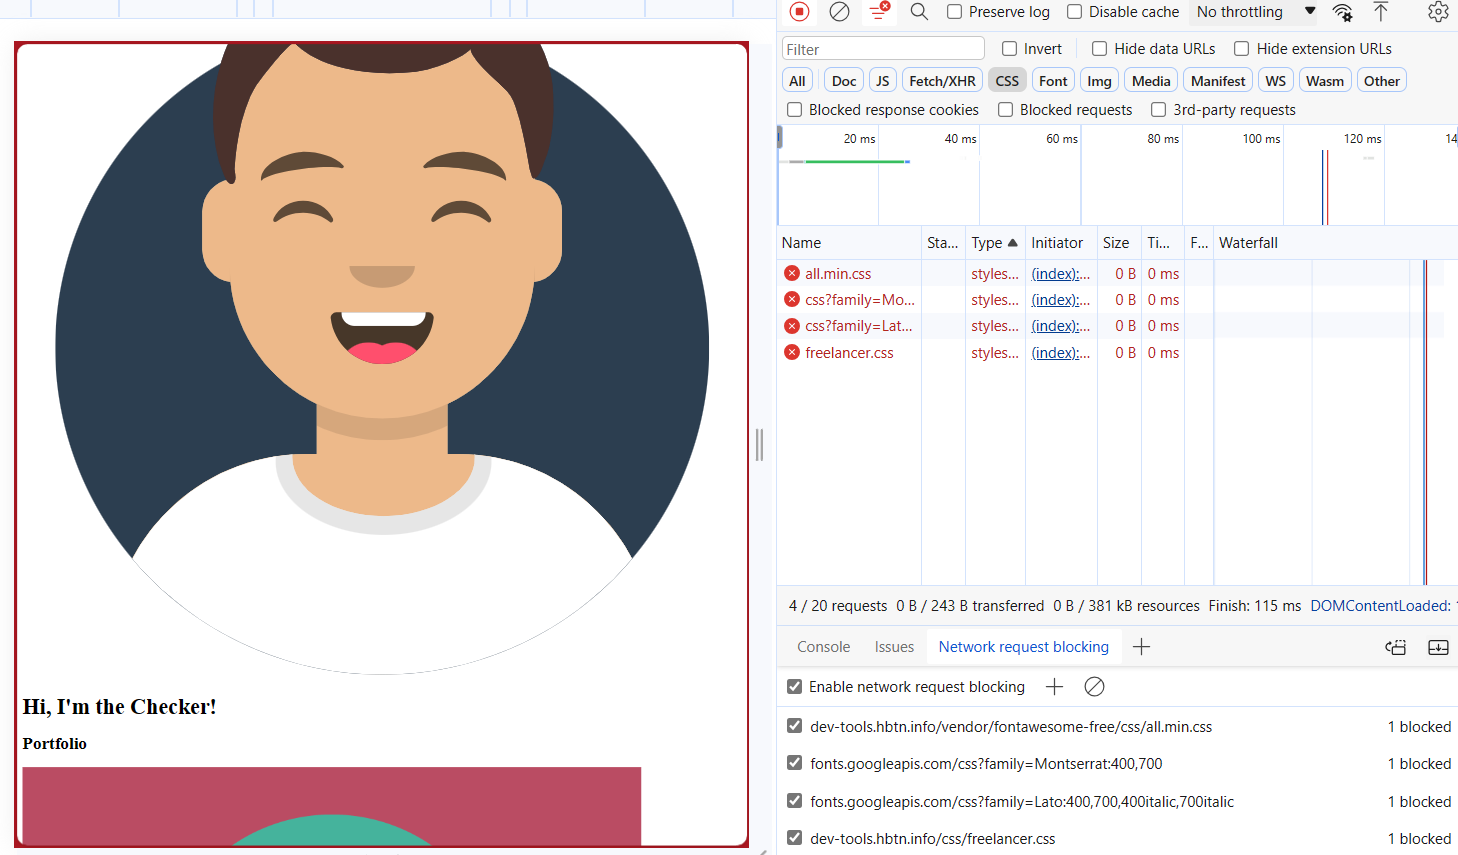 Preserve log Disable cache No throttling
Filter Invert Hide data URLs Hide extension URLs
All Doc JS Fetch/XHR CSS Font Img Media Manifest WS Wasm Other
Blocked response cookies Blocked requests 3rd-party requests
20 ms 40 ms 60 ms 80 ms 100 ms 120 ms 14
Name Sta... Type Initiator Size Ti... F... Waterfall
all.min.css styles... (index):... 0 B 0 ms
css?family=Mo... styles... (index):... 0 B 0 ms
css?family=Lat... styles... (index):... 0 B 0 ms
freelancer.css styles... (index):... 0 B 0 ms
4 / 20 requests 0 B / 243 B transferred 0 B / 381 kB resources Finish: 115 ms DOMContentLoaded:
Console Issues Network request blocking
Enable network request blocking
dev-tools.hbtn.info/vendor/fontawesome-free/css/all.min.css 1 blocked
fonts.googleapis.com/css?family=Montserrat:400,700 1 blocked
fonts.googleapis.com/css?family=Lato:400,700,400italic,700italic 1 blocked
dev-tools.hbtn.info/css/freelancer.css 1 blocked
Hi, I'm the Checker!
Portfolio